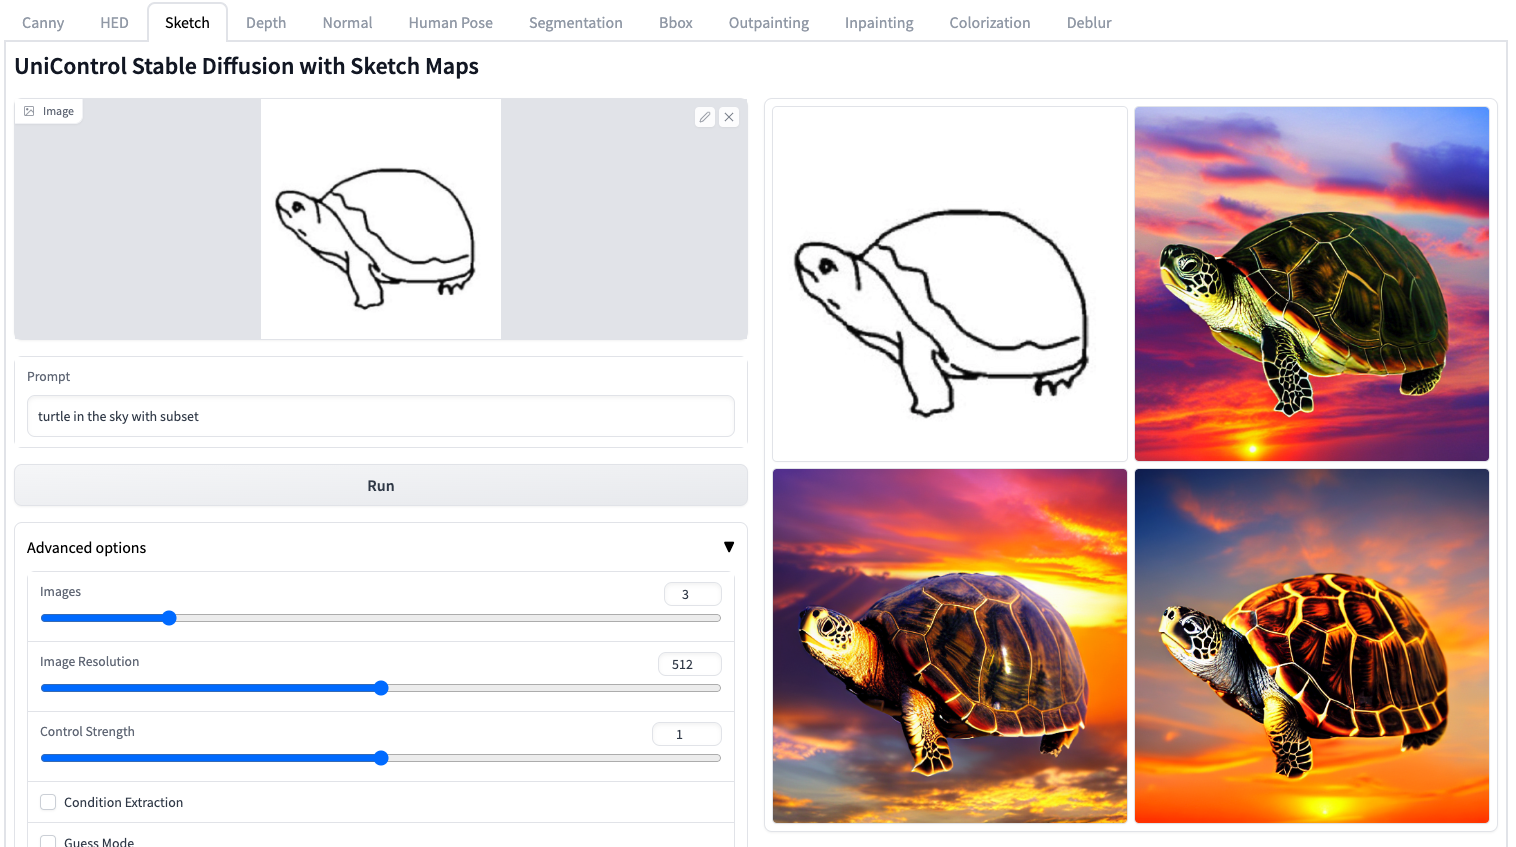 Canny HED Sketch Depth Normal Human Pose Segmentation Bbox Outpainting Inpainting Colorization Deblur
UniControl Stable Diffusion with Sketch Maps
Image
Prompt
turtle in the sky with subset
Run
Advanced options ▼
Images 3
Image Resolution 512
Control Strength 1
Condition Extraction
Guess Mode